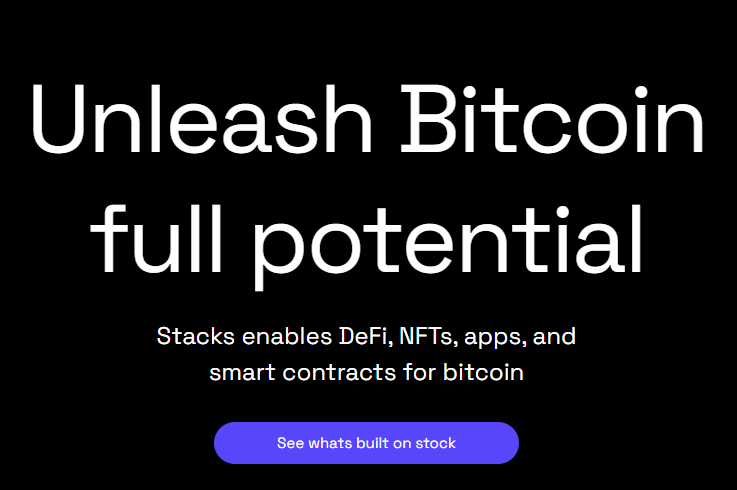 Unleash Bitcoin
full potential
Stacks enables DeFi, NFTs, apps, and
smart contracts for bitcoin
See whats built on stock